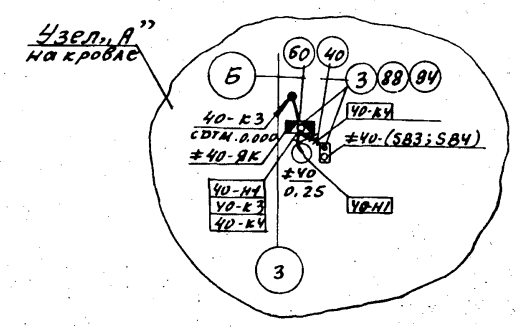 Узел „А”
на кровле
60 40
Б 3 88 94
40-К3
с отм. 0.000
40-К4
±40-ЯК
±40-(SB3; SB4)
±40
0,25
40-Н1
40-К3
40-К4
40-Н1
3